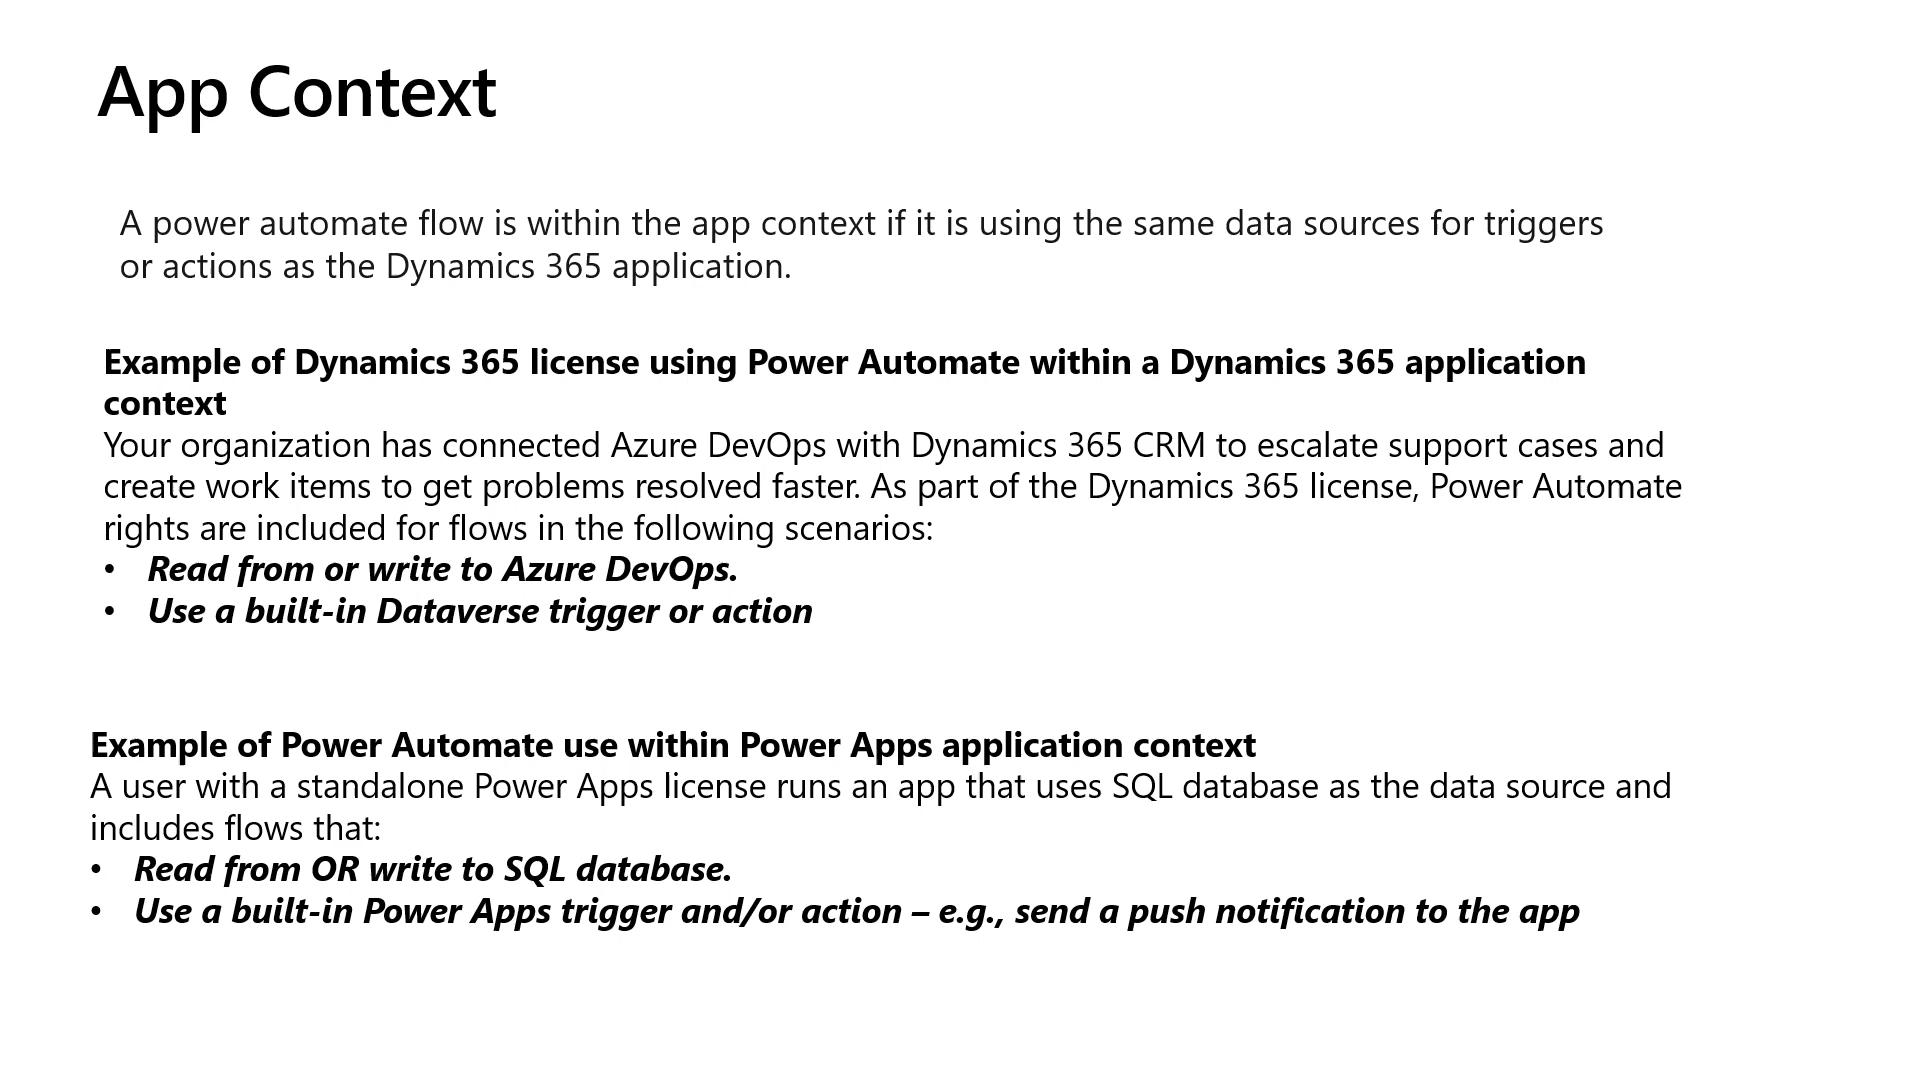 App Context
A power automate flow is within the app context if it is using the same data sources for triggers
or actions as the Dynamics 365 application.
Example of Dynamics 365 license using Power Automate within a Dynamics 365 application
context
Your organization has connected Azure DevOps with Dynamics 365 CRM to escalate support cases and
create work items to get problems resolved faster. As part of the Dynamics 365 license, Power Automate
rights are included for flows in the following scenarios:
• Read from or write to Azure DevOps.
• Use a built-in Dataverse trigger or action
Example of Power Automate use within Power Apps application context
A user with a standalone Power Apps license runs an app that uses SQL database as the data source and
includes flows that:
• Read from OR write to SQL database.
• Use a built-in Power Apps trigger and/or action – e.g., send a push notification to the app